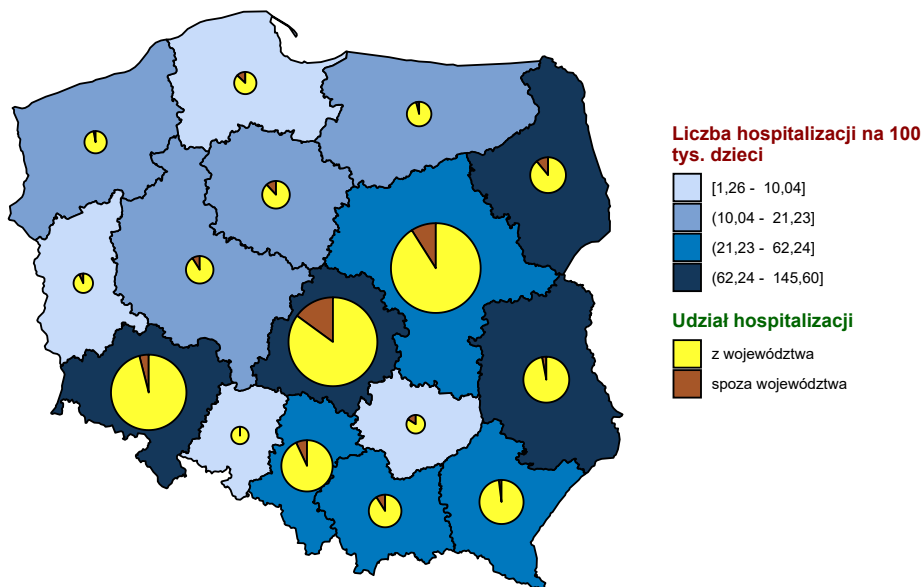 Liczba hospitalizacji na 100
tys. dzieci
[1,26 - 10,04]
(10,04 - 21,23]
(21,23 - 62,24]
(62,24 - 145,60]
Udział hospitalizacji
z województwa
spoza województwa